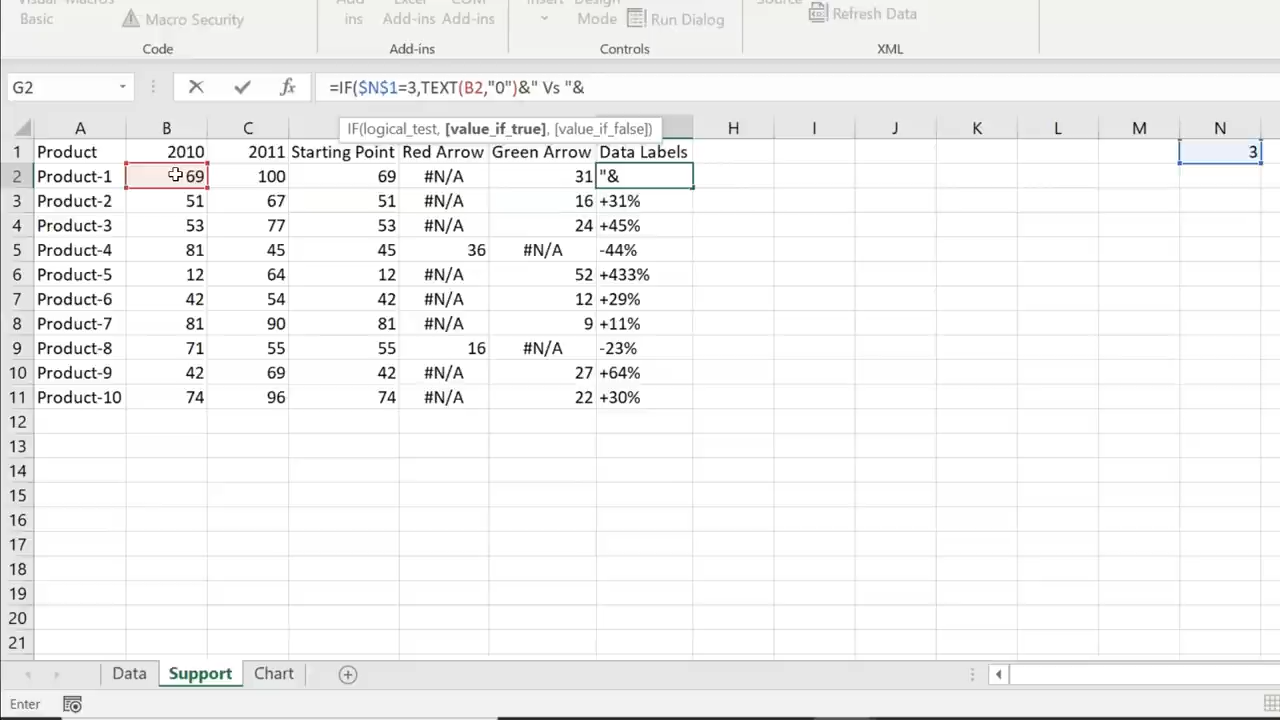 Visual Macros Add Excel COM Insert Design Source
Basic Macro Security ins Add-ins Add-ins Mode Run Dialog Refresh Data
Code Add-ins Controls XML
G2 fx =IF($N$1=3,TEXT(B2,"0")&" Vs "&
IF(logical_test, [value_if_true], [value_if_false])
A B C H I J K L M N
1 Product 2010 2011 Starting Point Red Arrow Green Arrow Data Labels 3
2 Product-1 69 100 69 #N/A 31 "&
3 Product-2 51 67 51 #N/A 16 +31%
4 Product-3 53 77 53 #N/A 24 +45%
5 Product-4 81 45 45 36 #N/A -44%
6 Product-5 12 64 12 #N/A 52 +433%
7 Product-6 42 54 42 #N/A 12 +29%
8 Product-7 81 90 81 #N/A 9 +11%
9 Product-8 71 55 55 16 #N/A -23%
10 Product-9 42 69 42 #N/A 27 +64%
11 Product-10 74 96 74 #N/A 22 +30%
12
13
14
15
16
17
18
19
20
21
Data Support Chart
Enter